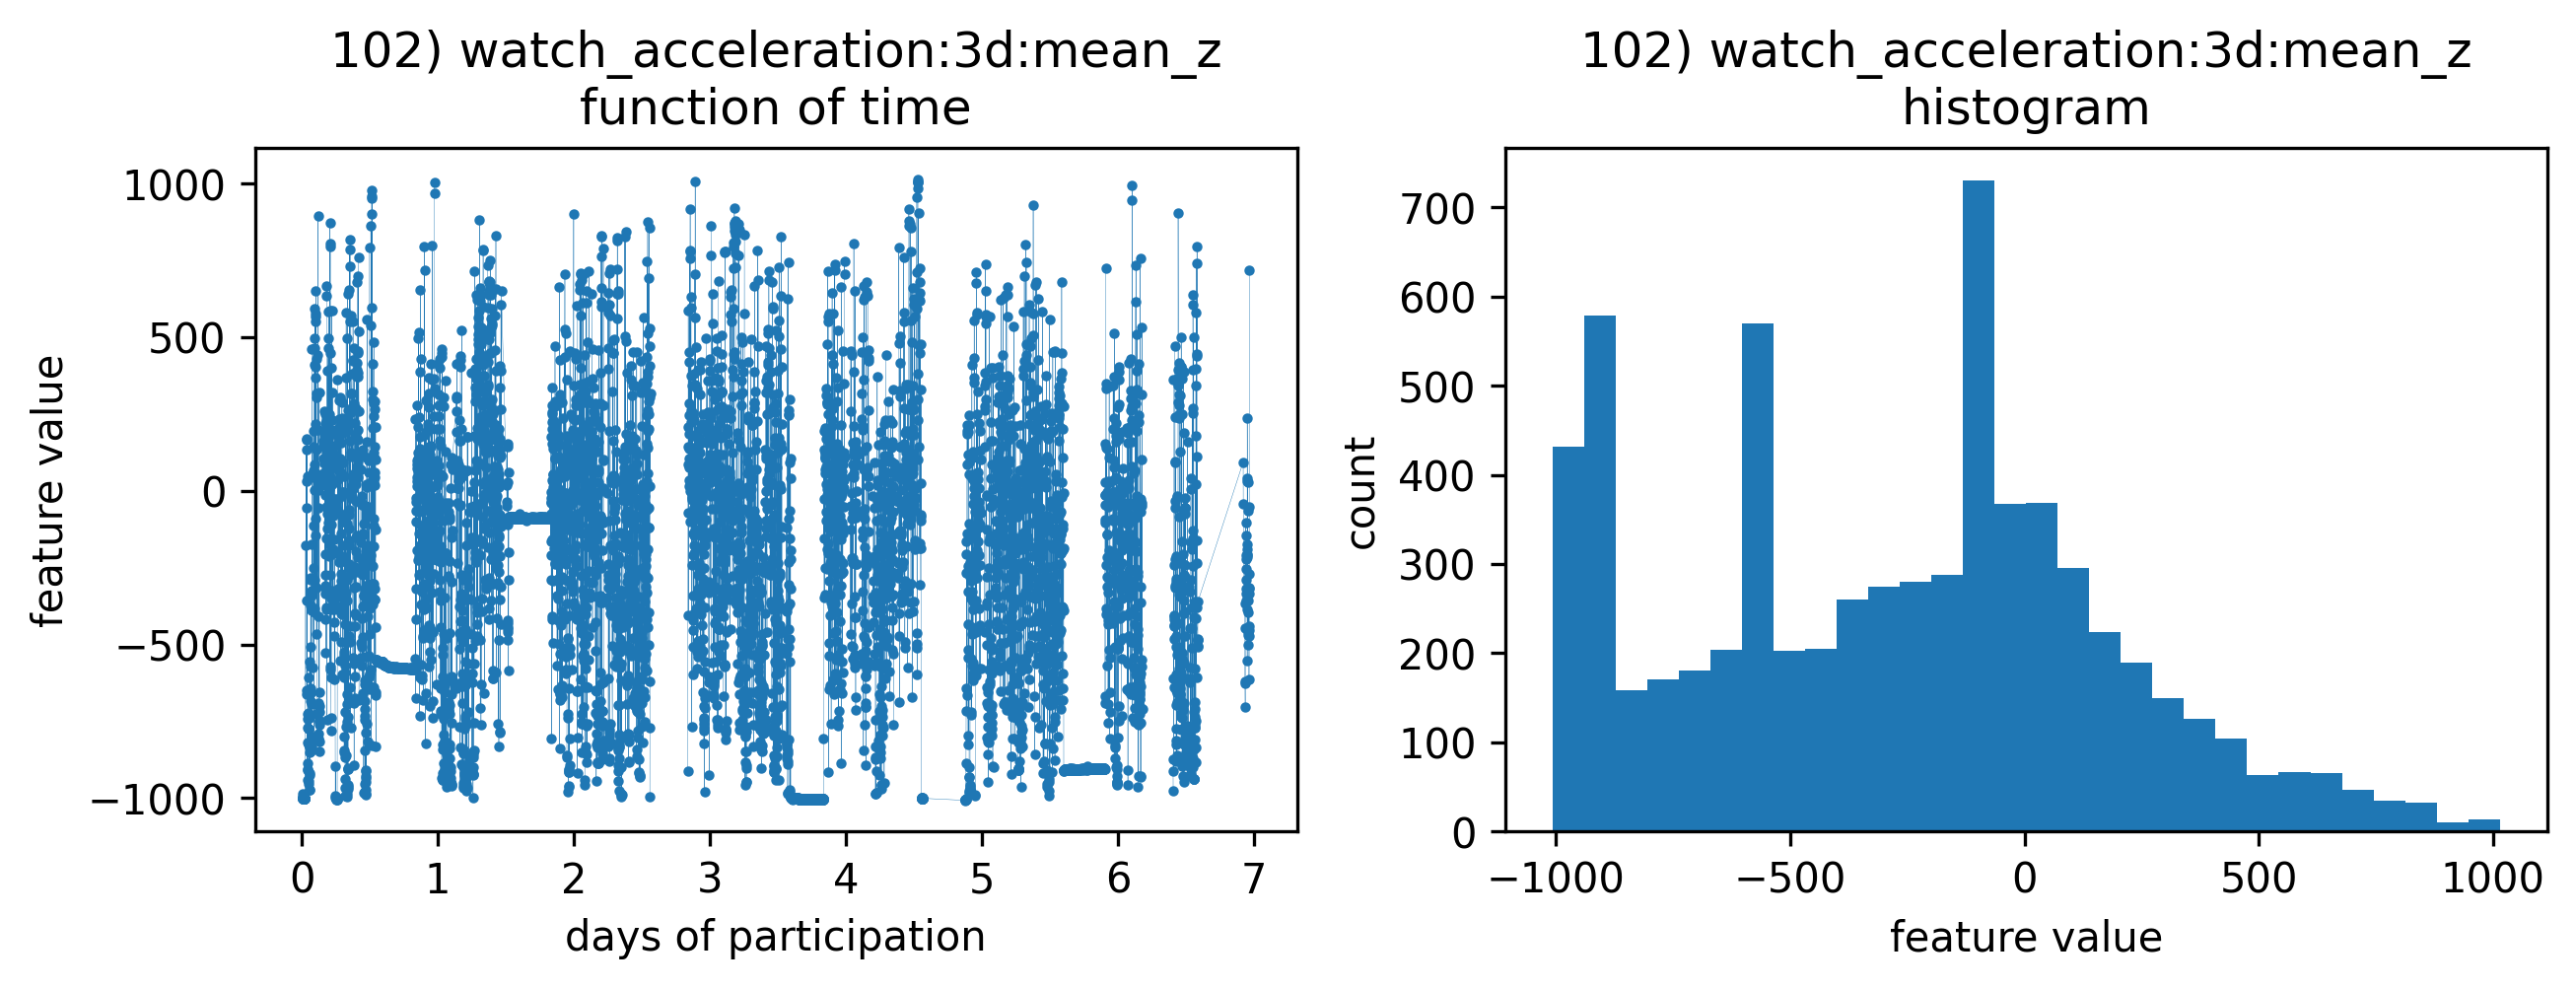 102) watch_acceleration:3d:mean_z
function of time
1000
500
0
−500
−1000
feature value
0 1 2 3 4 5 6 7
days of participation
102) watch_acceleration:3d:mean_z
histogram
700
600
500
400
300
200
100
0
count
−1000 −500 0 500 1000
feature value